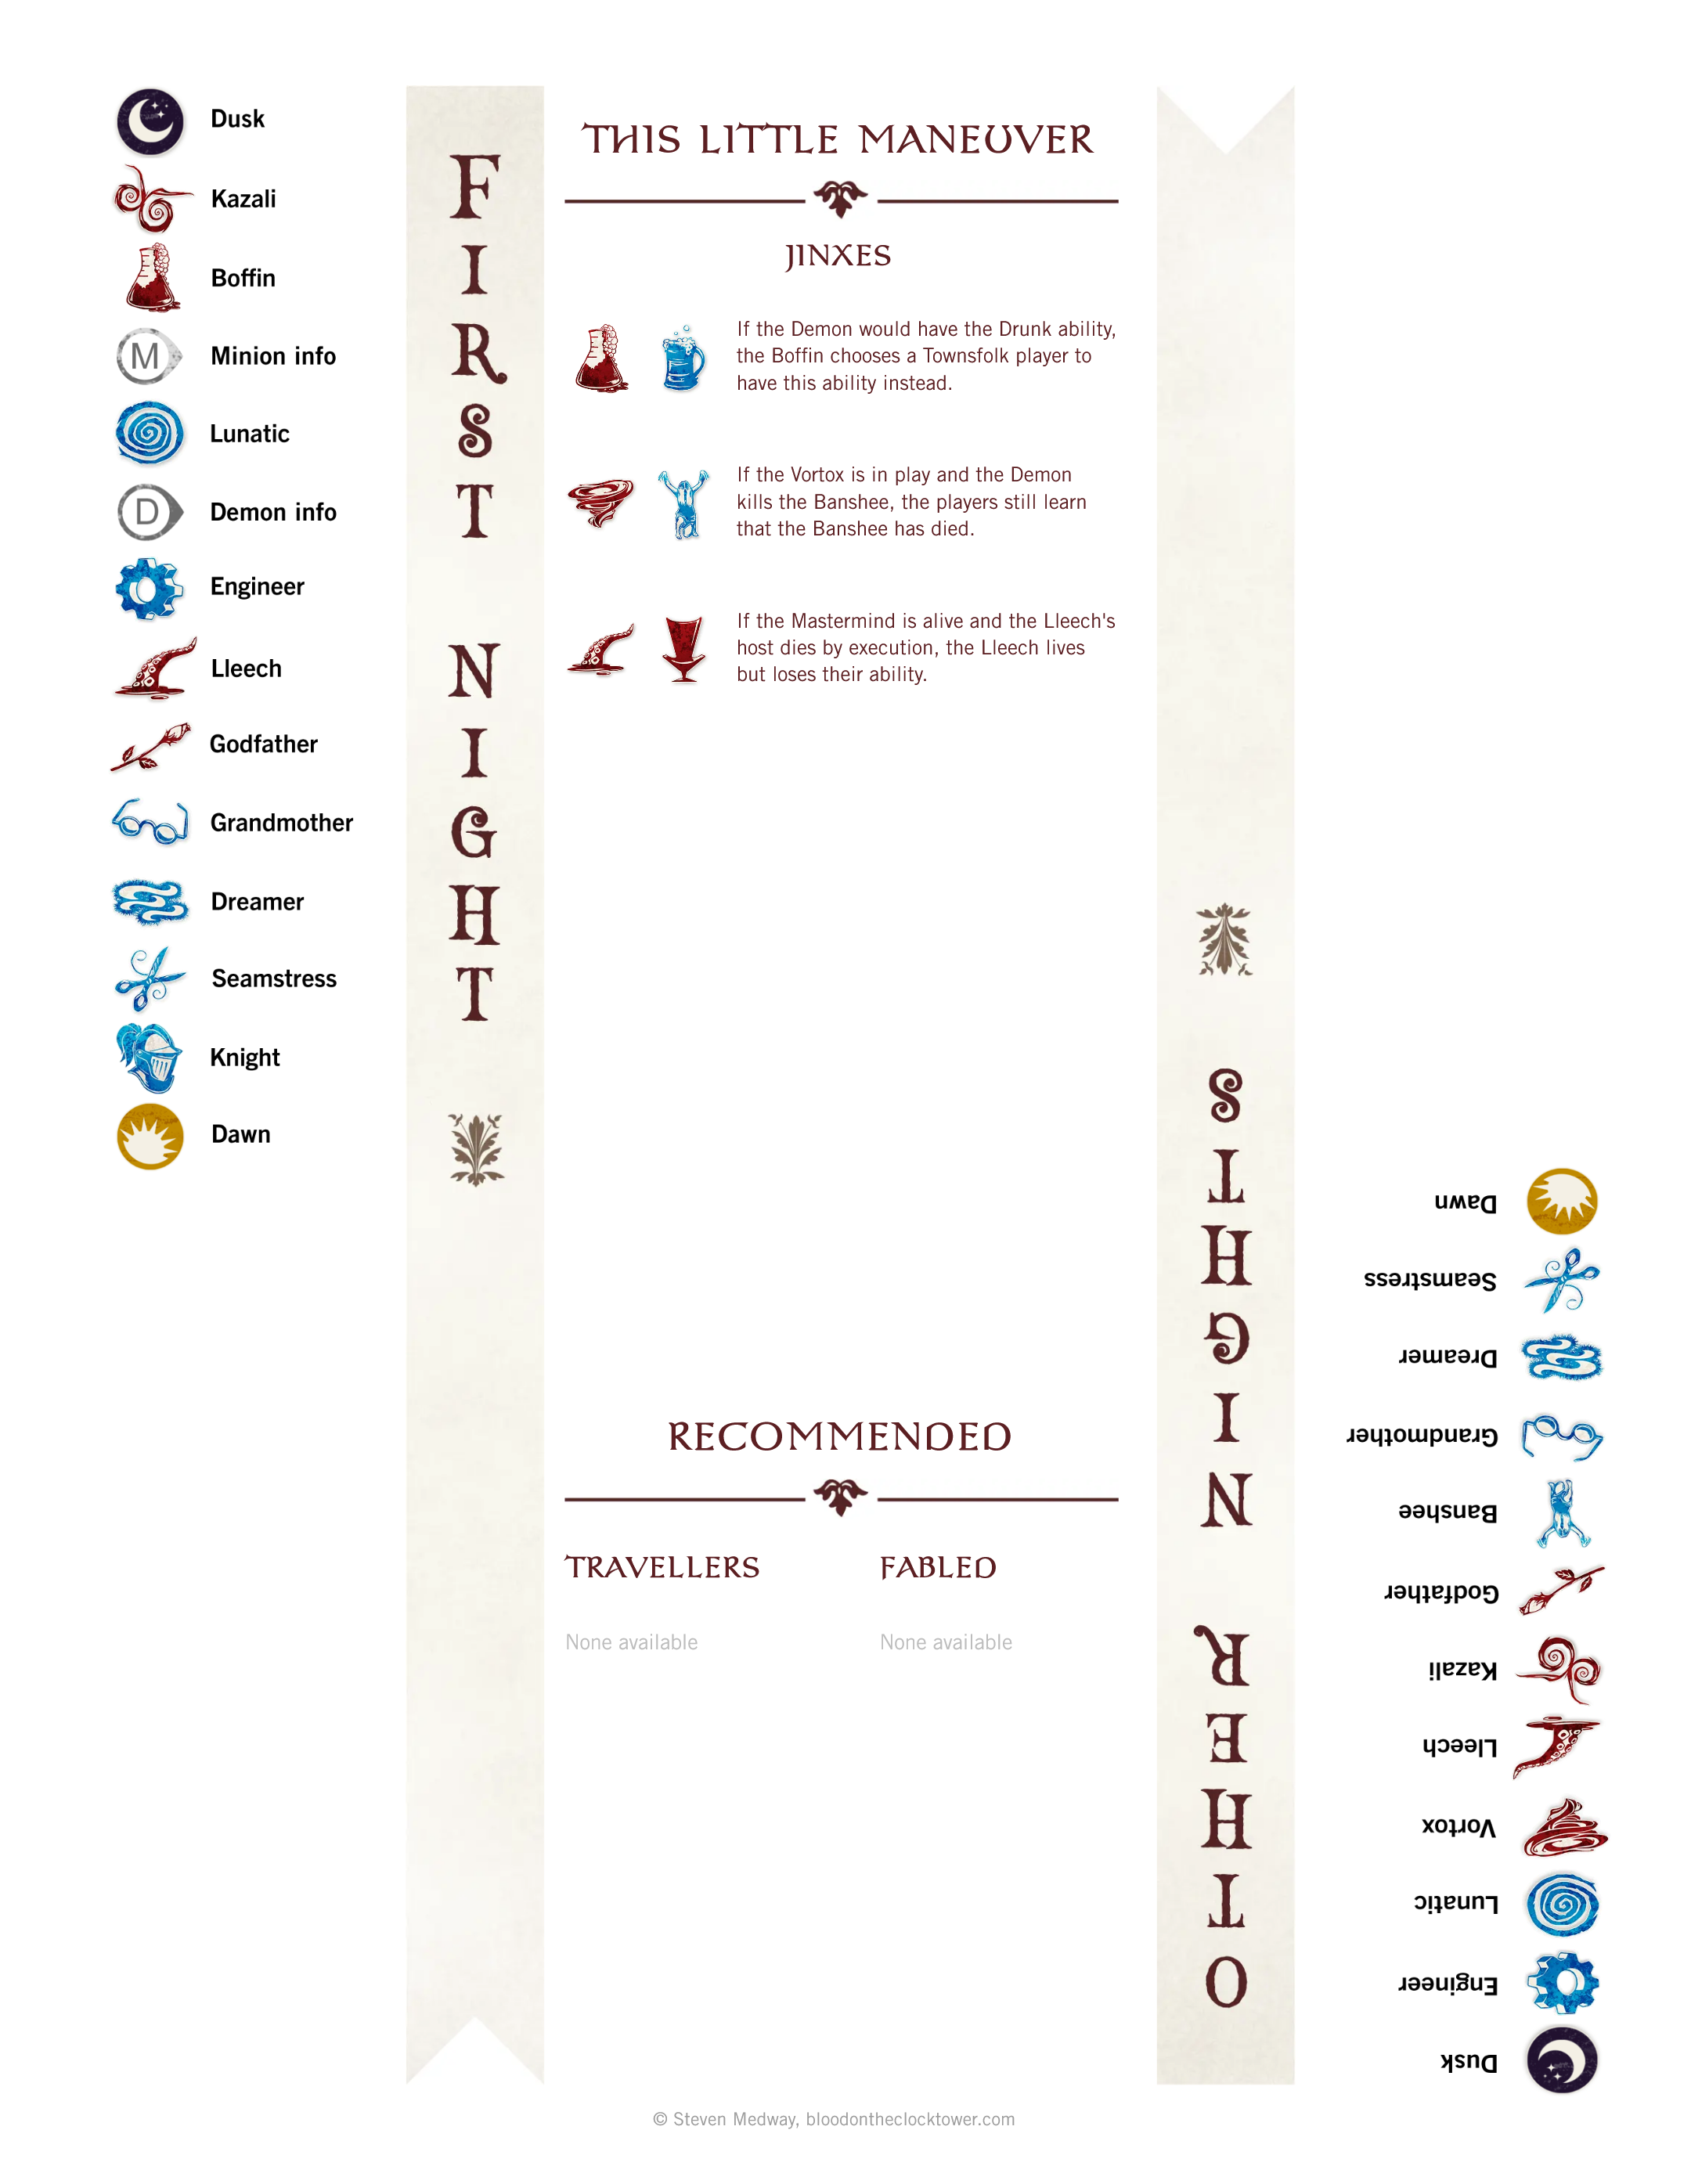 Dusk
Kazali
Boffin
M
Minion info
Lunatic
D
Demon info
Engineer
Lleech
Godfather
Grandmother
Dreamer
Seamstress
Knight
Dawn
FIRST NIGHT
THIS LITTLE MANEUVER
JINXES
If the Demon would have the Drunk ability,
the Boffin chooses a Townsfolk player to
have this ability instead.
If the Vortox is in play and the Demon
kills the Banshee, the players still learn
that the Banshee has died.
If the Mastermind is alive and the Lleech's
host dies by execution, the Lleech lives
but loses their ability.
RECOMMENDED
TRAVELLERS
None available
FABLED
None available
OTHER NIGHTS
Dusk
Engineer
Lunatic
Vortox
Lleech
Kazali
Godfather
Banshee
Grandmother
Dreamer
Seamstress
Dawn
© Steven Medway, bloodontheclocktower.com